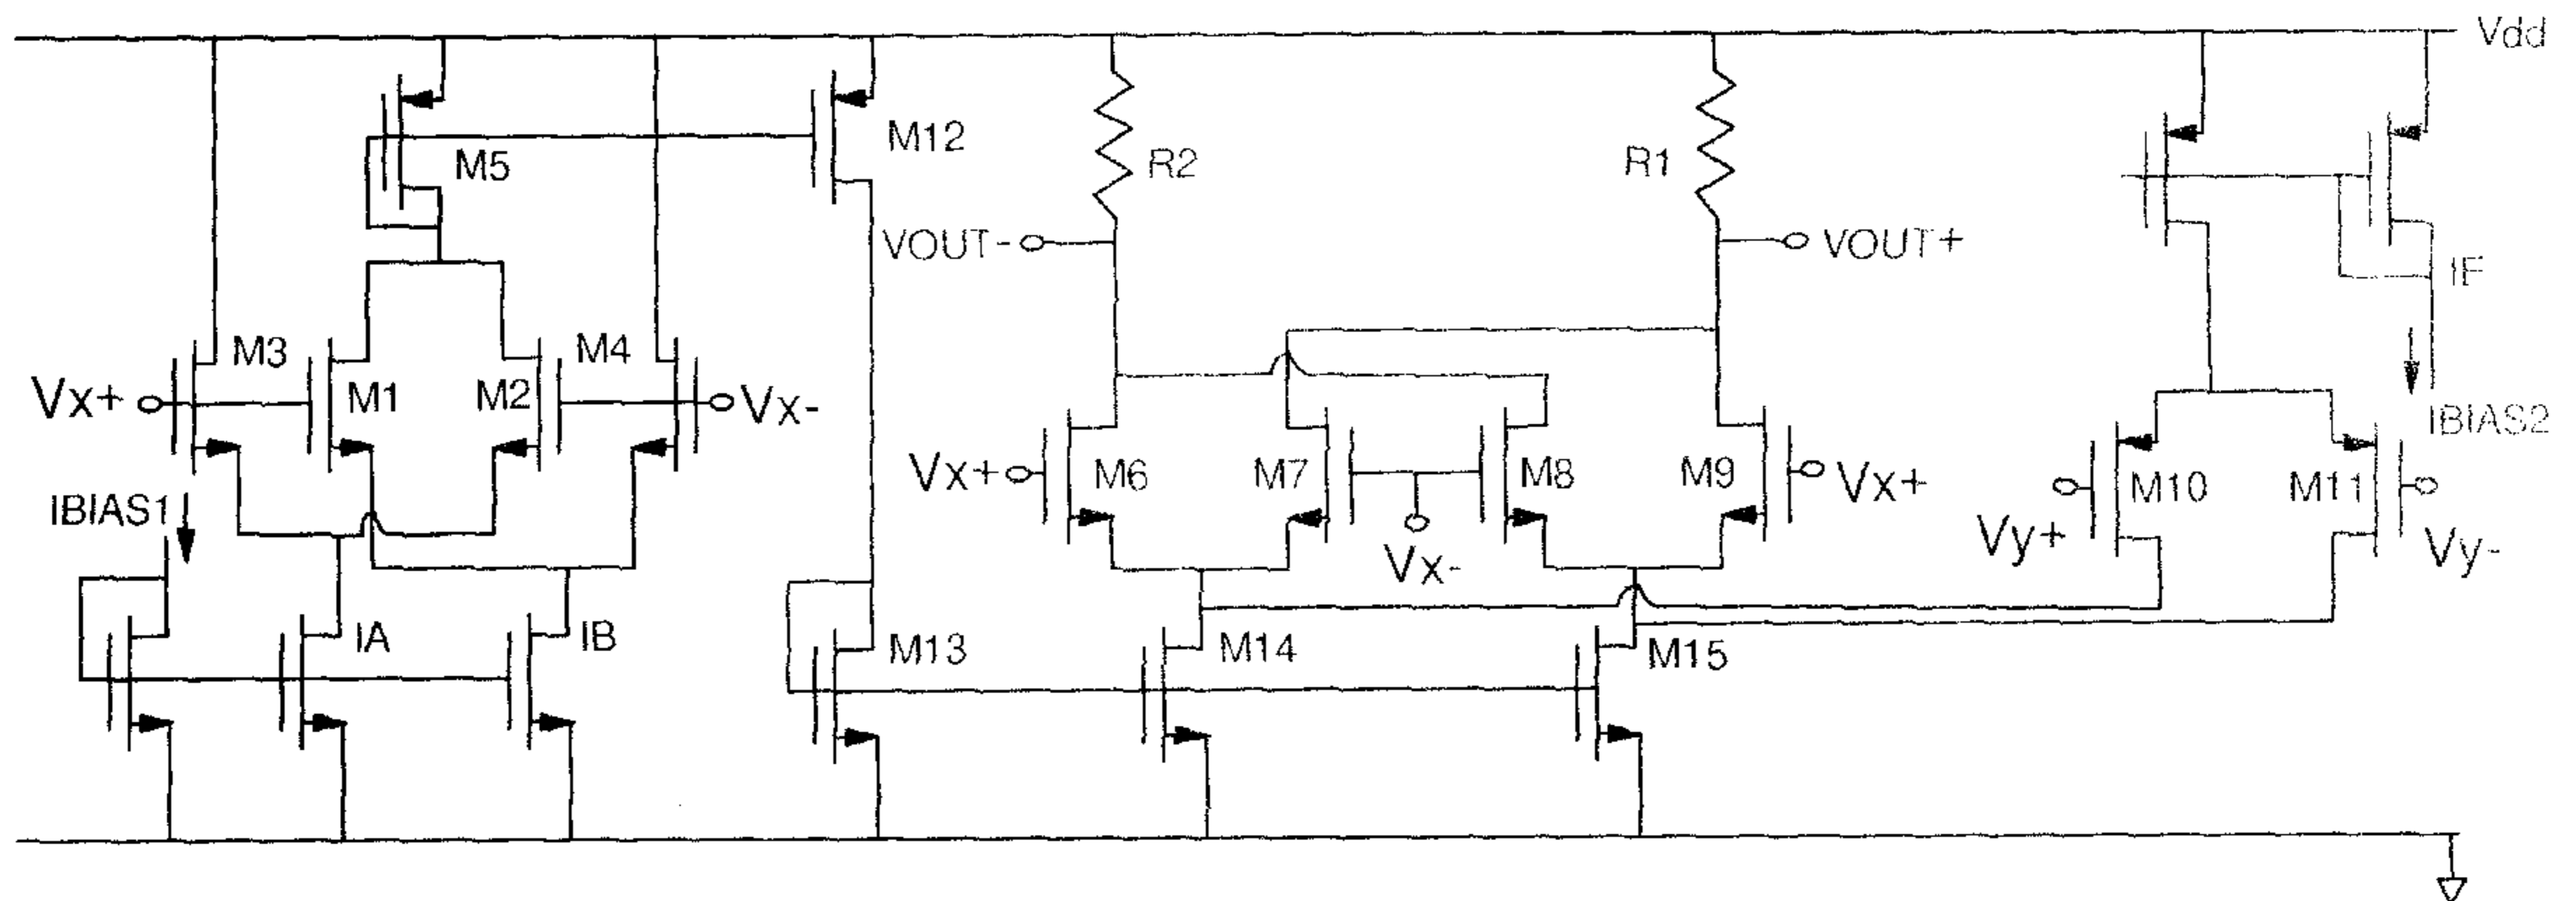 Vdd
M12
M5
R2
R1
VOUT-
VOUT+
IF
M3
M4
M1
M2
Vx+
Vx-
IBIAS2
Vx+
M6
M7
M8
M9
Vx+
M10
M11
IBIAS1
Vx-
Vy+
Vy-
IA
IB
M13
M14
M15